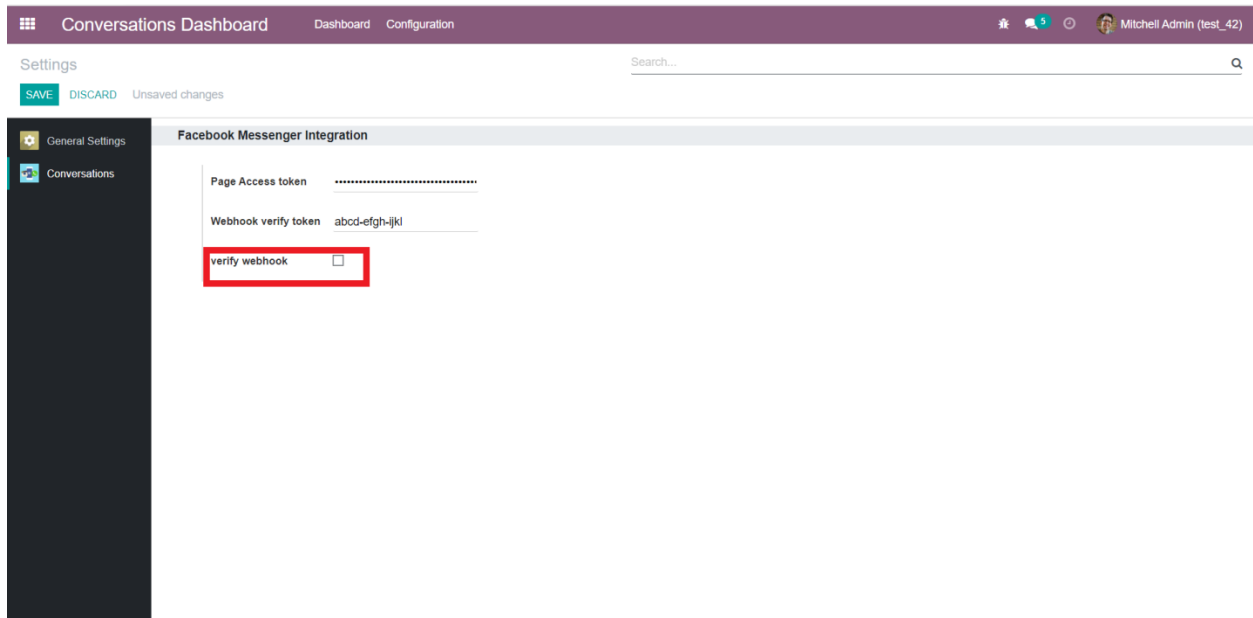 Conversations Dashboard Dashboard Configuration 5 Mitchell Admin (test_42)
Settings Search...
SAVE DISCARD Unsaved changes
General Settings
Conversations
Facebook Messenger Integration
Page Access token ••••••••••••••••••••••••••••••••••••
Webhook verify token abcd-efgh-ijkl
verify webhook